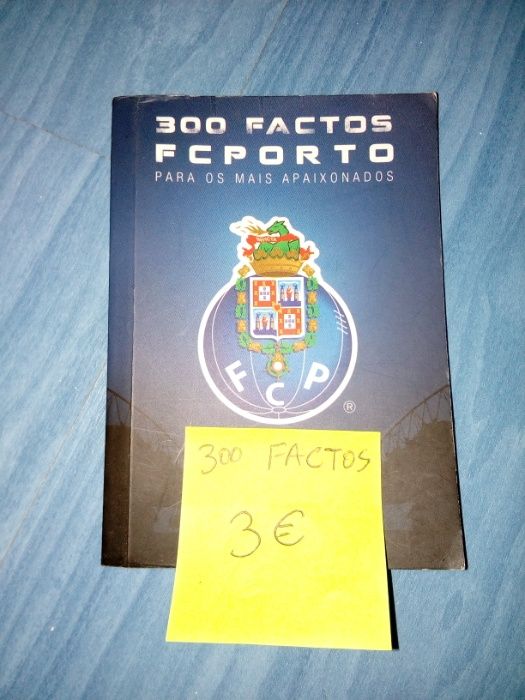 300 FACTOS
FCPORTO
PARA OS MAIS APAIXONADOS
FCP
®
300 FACTOS
3€